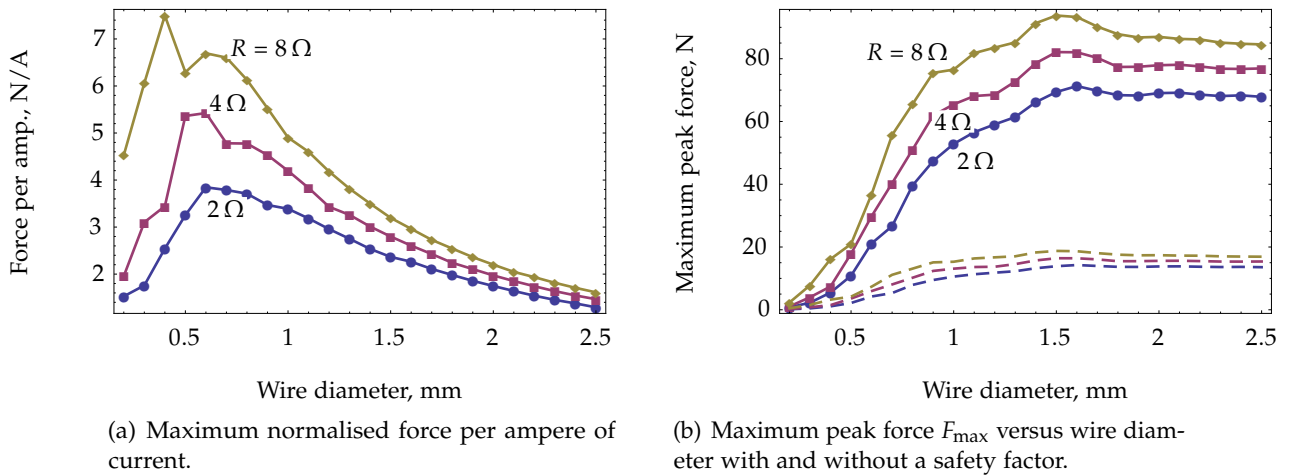 Force per amp., N/A
7
6
5
4
3
2
R = 8 Ω
4 Ω
2 Ω
0.5 1 1.5 2 2.5
Wire diameter, mm
(a) Maximum normalised force per ampere of
current.
Maximum peak force, N
80
60
40
20
0
R = 8 Ω
4 Ω
2 Ω
0.5 1 1.5 2 2.5
Wire diameter, mm
(b) Maximum peak force Fmax versus wire diam-
eter with and without a safety factor.